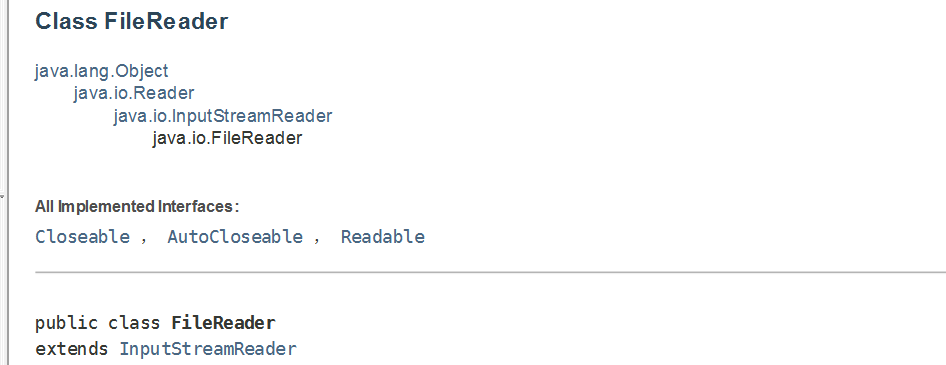 Class FileReader
java.lang.Object
java.io.Reader
java.io.InputStreamReader
java.io.FileReader
All Implemented Interfaces:
Closeable , AutoCloseable , Readable
public class FileReader
extends InputStreamReader